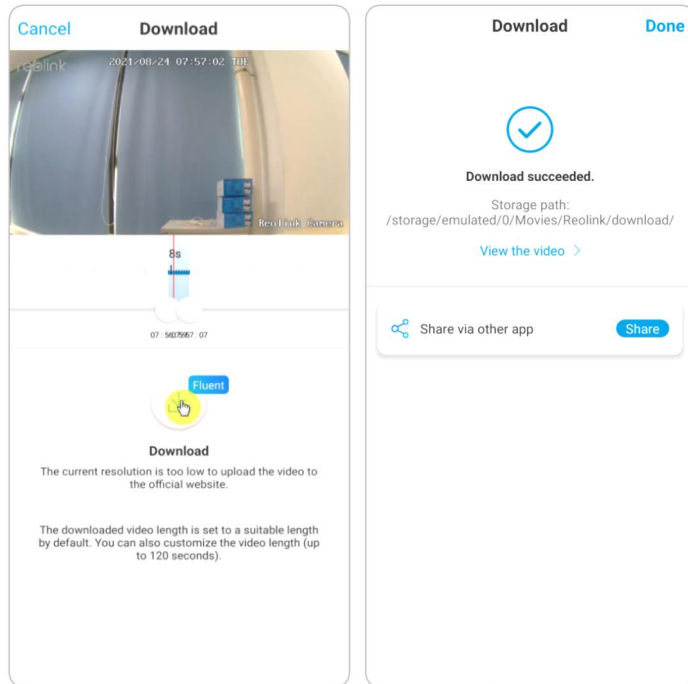 Cancel
Download
reolink
2021/08/24 07:57:02 TUE
Reolink Camera
8s
Fluent
Download
The current resolution is too low to upload the video to
the official website.
The downloaded video length is set to a suitable length
by default. You can also customize the video length (up
to 120 seconds).
Download
Done
Download succeeded.
Storage path:
/storage/emulated/0/Movies/Reolink/download/
View the video
Share via other app
Share